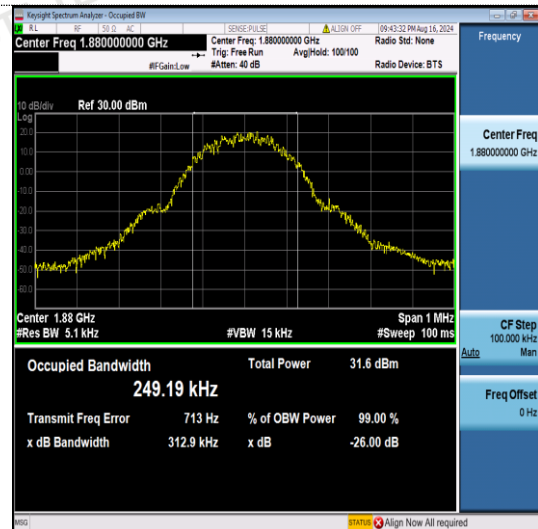 Keysight Spectrum Analyzer - Occupied BW
RL RF 50 Ω AC SENSE:PULSE ALIGN OFF 09:43:32 PM Aug 16, 2024
Center Freq 1.880000000 GHz Center Freq: 1.880000000 GHz Radio Std: None
Trig: Free Run Avg|Hold: 100/100
#IFGain:Low #Atten: 40 dB Radio Device: BTS
10 dB/div Ref 30.00 dBm
Log
20.0
10.0
0.00
-10.0
-20.0
-30.0
-40.0
-50.0
-60.0
Center 1.88 GHz Span 1 MHz
#Res BW 5.1 kHz #VBW 15 kHz #Sweep 100 ms
Occupied Bandwidth Total Power 31.6 dBm
249.19 kHz
Transmit Freq Error 713 Hz % of OBW Power 99.00 %
x dB Bandwidth 312.9 kHz x dB -26.00 dB
MSG STATUS Align Now All required
Frequency
Center Freq
1.880000000 GHz
CF Step
100.000 kHz
Auto Man
Freq Offset
0 Hz